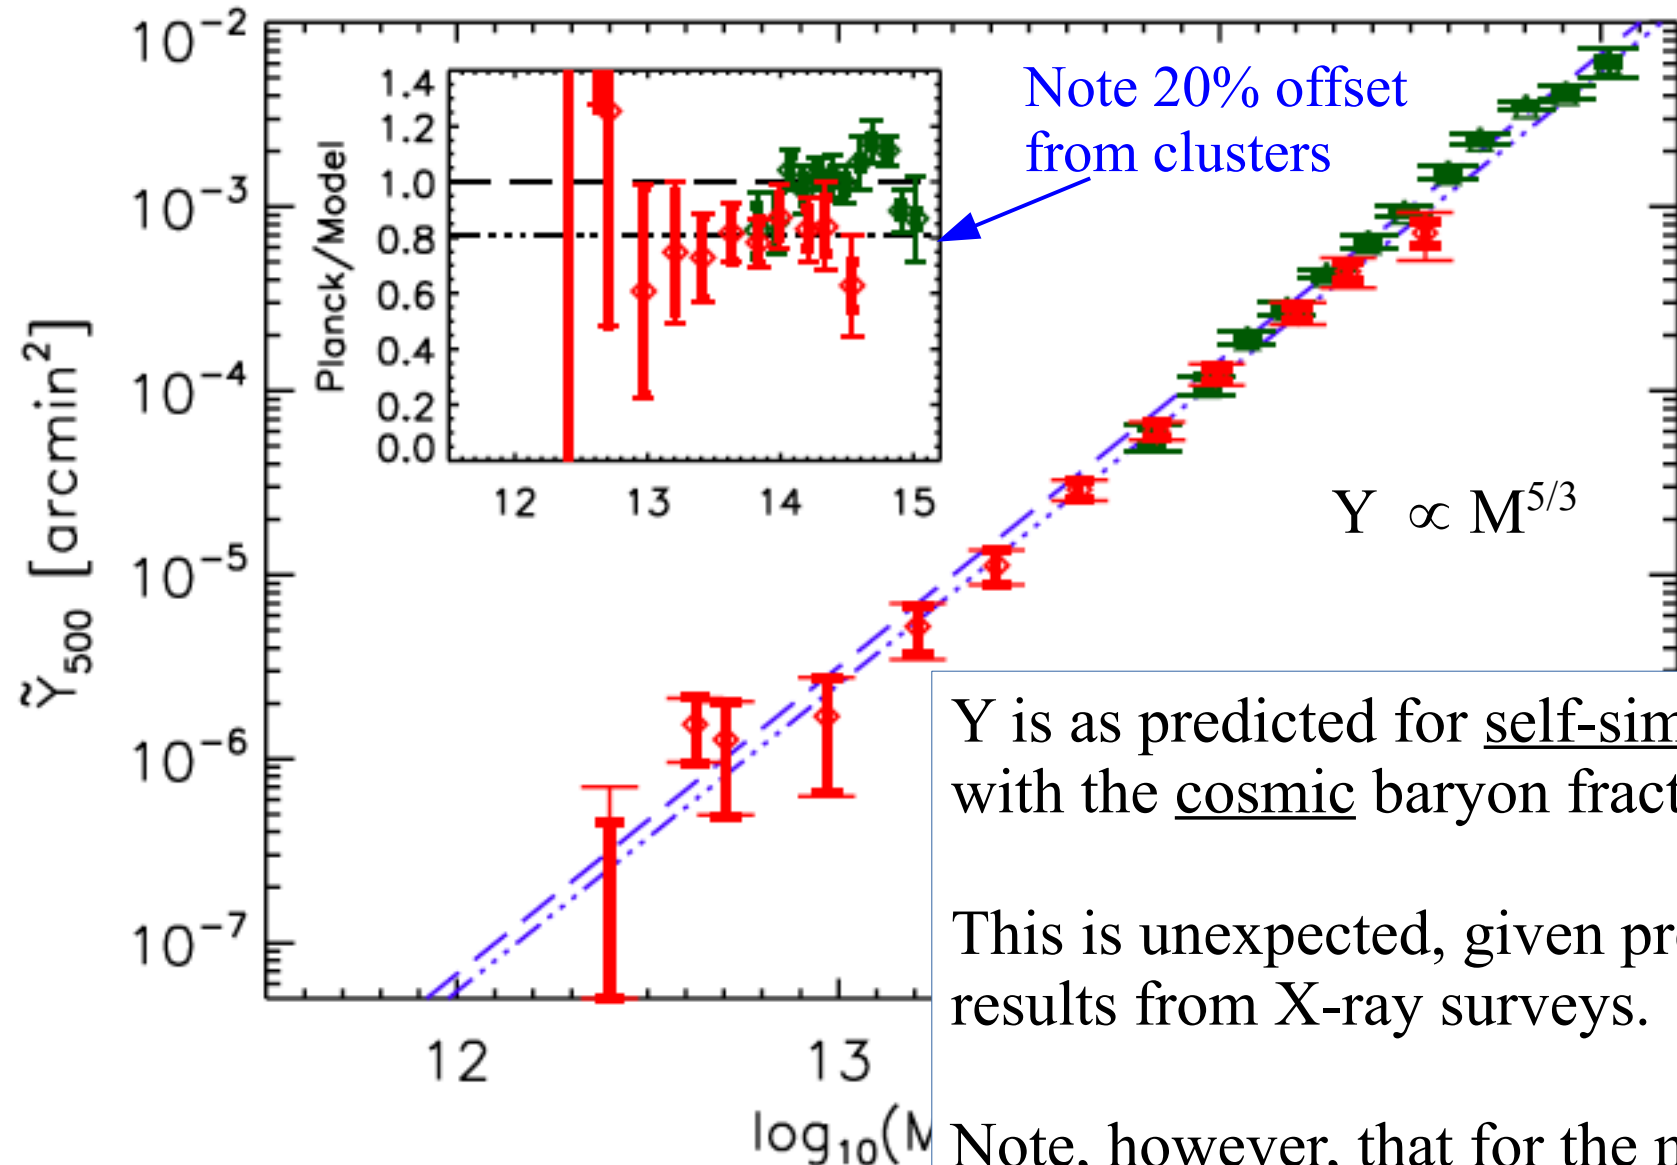 10⁻²
10⁻³
10⁻⁴
10⁻⁵
10⁻⁶
10⁻⁷
Ỹ₅₀₀ [arcmin²]
1.4
1.2
1.0
0.8
0.6
0.4
0.2
0.0
Planck/Model
12 13 14 15
Note 20% offset
from clusters
Y ∝ M⁵/³
Y is as predicted for self-sim
with the cosmic baryon fract
This is unexpected, given pr
results from X-ray surveys.
Note, however, that for the
12 13
log₁₀(M